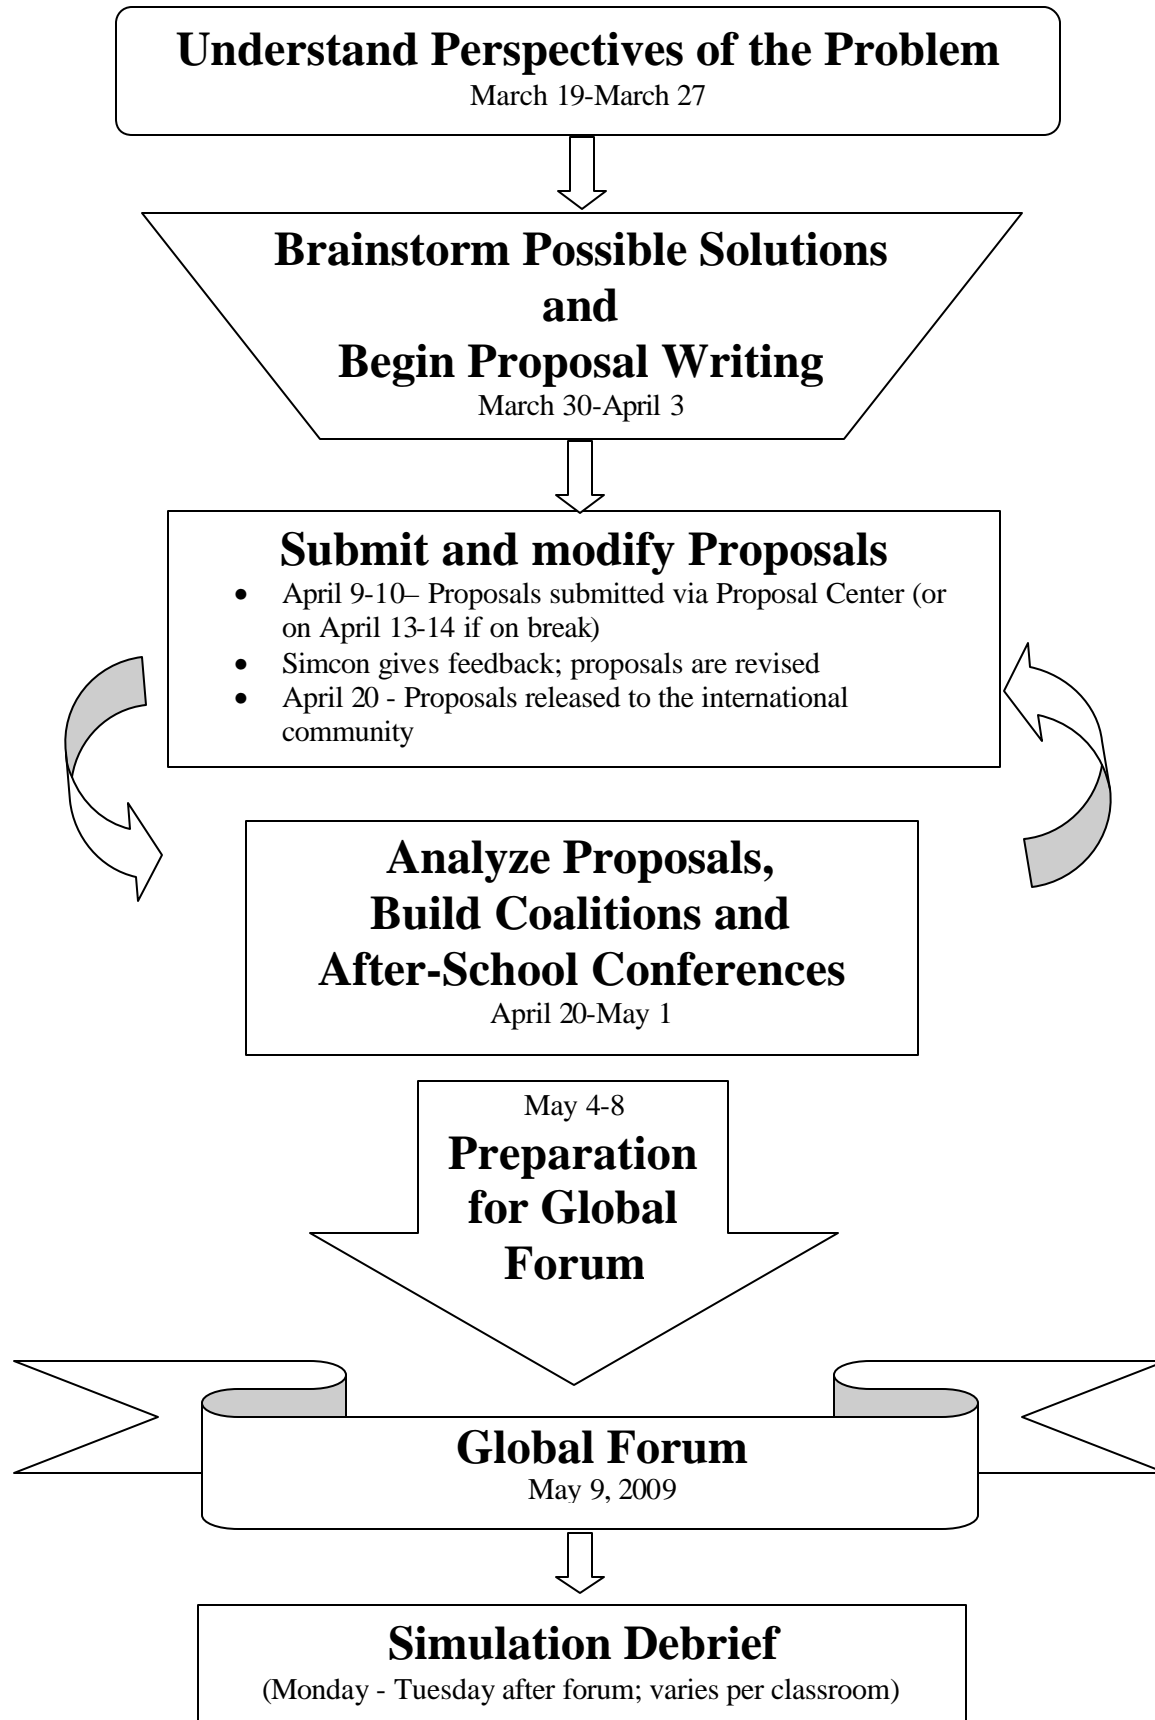 Understand Perspectives of the Problem
March 19-March 27
Brainstorm Possible Solutions
and
Begin Proposal Writing
March 30-April 3
Submit and modify Proposals
• April 9-10– Proposals submitted via Proposal Center (or
on April 13-14 if on break)
• Simcon gives feedback; proposals are revised
• April 20 - Proposals released to the international
community
Analyze Proposals,
Build Coalitions and
After-School Conferences
April 20-May 1
May 4-8
Preparation
for Global
Forum
Global Forum
May 9, 2009
Simulation Debrief
(Monday - Tuesday after forum; varies per classroom)